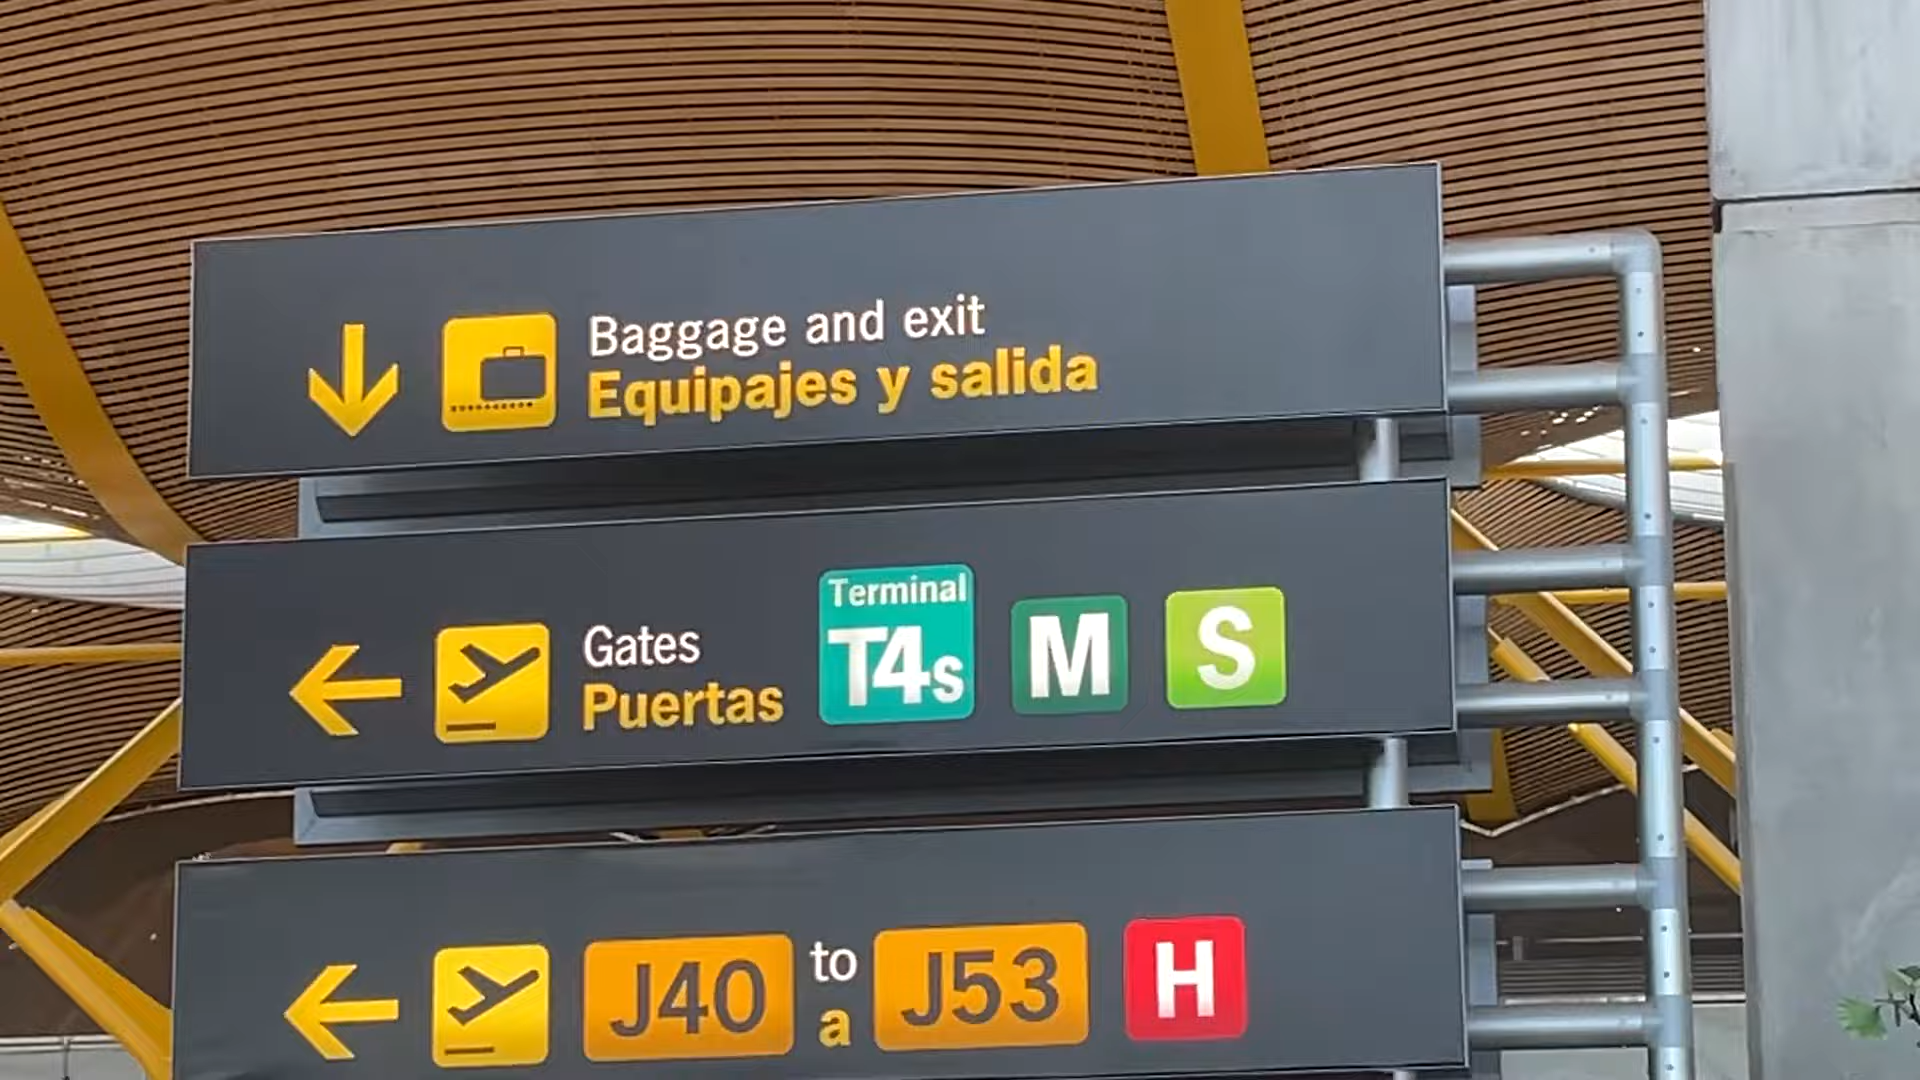 Baggage and exit
Equipajes y salida
Gates
Puertas
Terminal
T4s
M
S
J40
to
a
J53
H